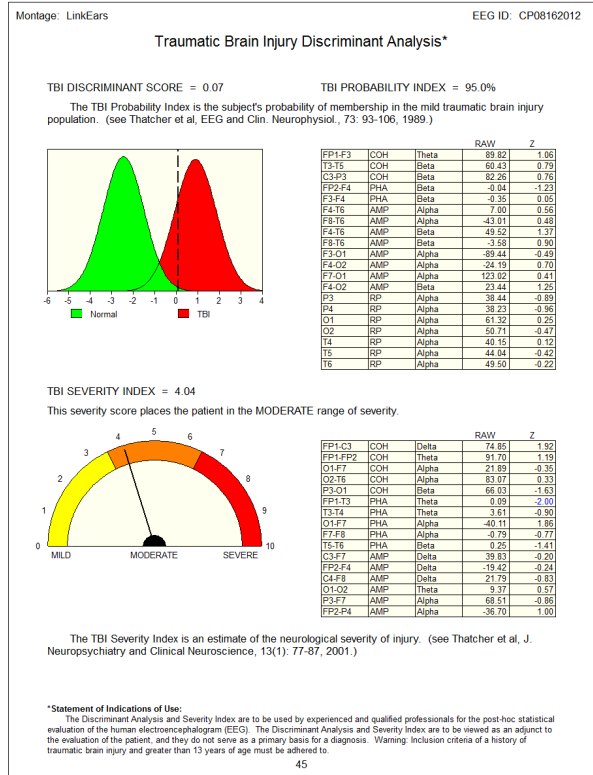 Montage: LinkEars EEG ID: CP08162012
Traumatic Brain Injury Discriminant Analysis*
TBI DISCRIMINANT SCORE = 0.07 TBI PROBABILITY INDEX = 95.0%
The TBI Probability Index is the subject's probability of membership in the mild traumatic brain injury
population. (see Thatcher et al, EEG and Clin. Neurophysiol., 73: 93-106, 1989.)
RAW Z
FP1-F3 COH Theta 89.82 1.06
T3-T5 COH Beta 60.43 0.79
C3-P3 COH Beta 82.26 0.76
FP2-F4 PHA Beta -0.04 -1.23
F3-F4 PHA Beta -0.35 0.05
F4-T6 AMP Alpha 7.00 0.56
F8-T6 AMP Alpha -43.01 0.48
F4-T6 AMP Beta 49.52 1.37
F8-T6 AMP Beta -3.58 0.90
F3-O1 AMP Alpha -89.44 -0.49
F4-O2 AMP Alpha -24.19 0.70
F7-O1 AMP Alpha 123.02 0.41
F4-O2 AMP Beta 23.44 1.25
P3 RP Alpha 38.44 -0.89
P4 RP Alpha 38.23 -0.96
O1 RP Alpha 61.32 0.25
O2 RP Alpha 50.71 -0.47
T4 RP Alpha 40.15 0.12
T5 RP Alpha 44.04 -0.42
T6 RP Alpha 49.50 -0.22
-6 -5 -4 -3 -2 -1 0 1 2 3 4
Normal TBI
TBI SEVERITY INDEX = 4.04
This severity score places the patient in the MODERATE range of severity.
0 1 2 3 4 5 6 7 8 9 10
MILD MODERATE SEVERE
RAW Z
FP1-C3 COH Delta 74.85 1.92
FP1-FP2 COH Theta 91.70 1.19
O1-F7 COH Alpha 21.89 -0.35
O2-T6 COH Alpha 83.07 0.33
P3-O1 COH Beta 66.03 -1.63
FP1-T3 PHA Theta 0.09 -2.00
T3-T4 PHA Theta 3.61 -0.90
O1-F7 PHA Alpha -40.11 1.86
F7-F8 PHA Alpha -0.79 -0.77
T5-T6 PHA Beta 0.25 -1.41
C3-F7 AMP Delta 39.83 -0.20
FP2-F4 AMP Delta -19.42 -0.24
C4-F8 AMP Delta 21.79 -0.83
O1-O2 AMP Theta 9.37 0.57
P3-F7 AMP Alpha 68.51 -0.86
FP2-P4 AMP Alpha -36.70 1.00
The TBI Severity Index is an estimate of the neurological severity of injury. (see Thatcher et al, J.
Neuropsychiatry and Clinical Neuroscience, 13(1): 77-87, 2001.)
*Statement of Indications of Use:
The Discriminant Analysis and Severity Index are to be used by experienced and qualified professionals for the post-hoc statistical
evaluation of the human electroencephalogram (EEG). The Discriminant Analysis and Severity Index are to be viewed as an adjunct to
the evaluation of the patient, and they do not serve as a primary basis for a diagnosis. Warning: Inclusion criteria of a history of
traumatic brain injury and greater than 13 years of age must be adhered to.
45